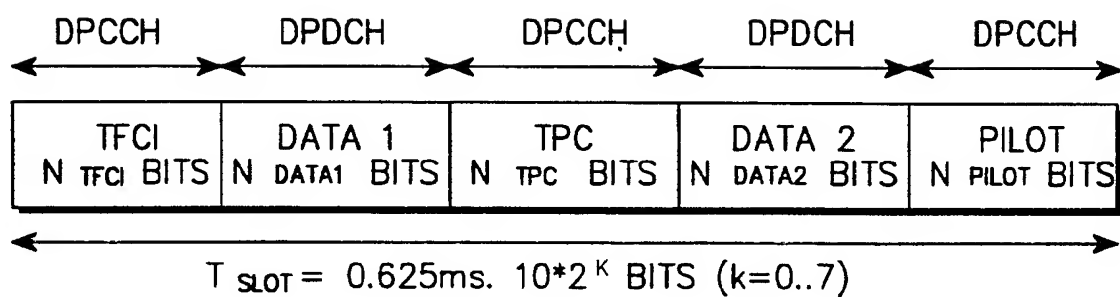 DPCCH DPDCH DPCCH DPDCH DPCCH
TFCI DATA 1 TPC DATA 2 PILOT
N TFCI BITS N DATA1 BITS N TPC BITS N DATA2 BITS N PILOT BITS
T SLOT = 0.625ms. 10*2 K BITS (k=0..7)